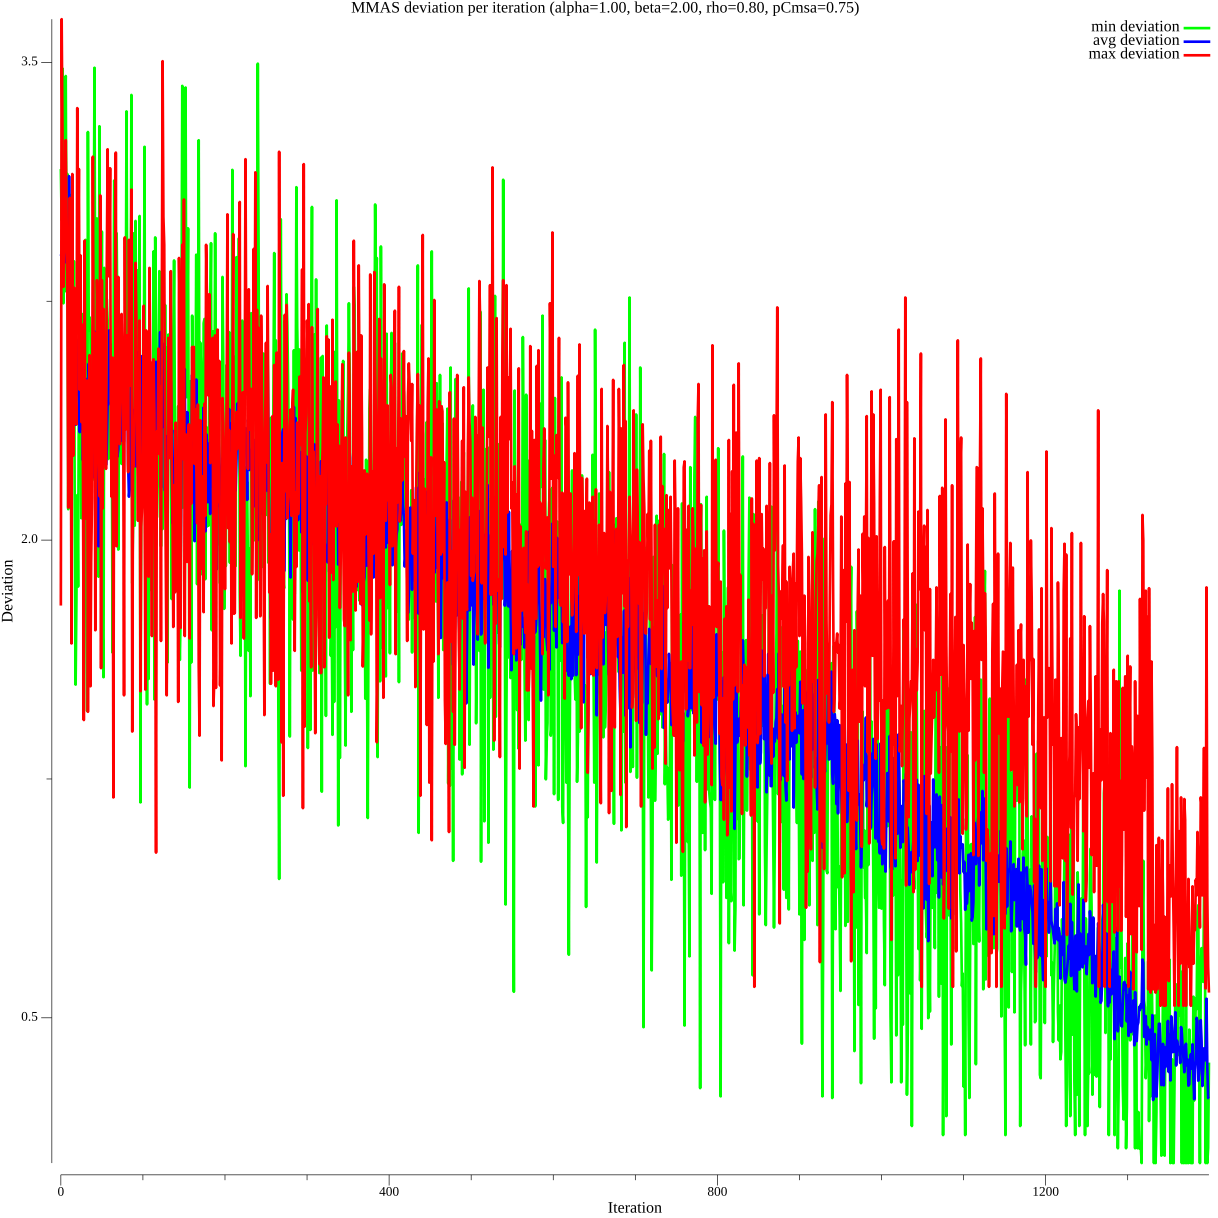 MMAS deviation per iteration (alpha=1.00, beta=2.00, rho=0.80, pCmsa=0.75)
min deviation
avg deviation
max deviation
3.5
2.0
0.5
Deviation
0
400
800
1200
Iteration